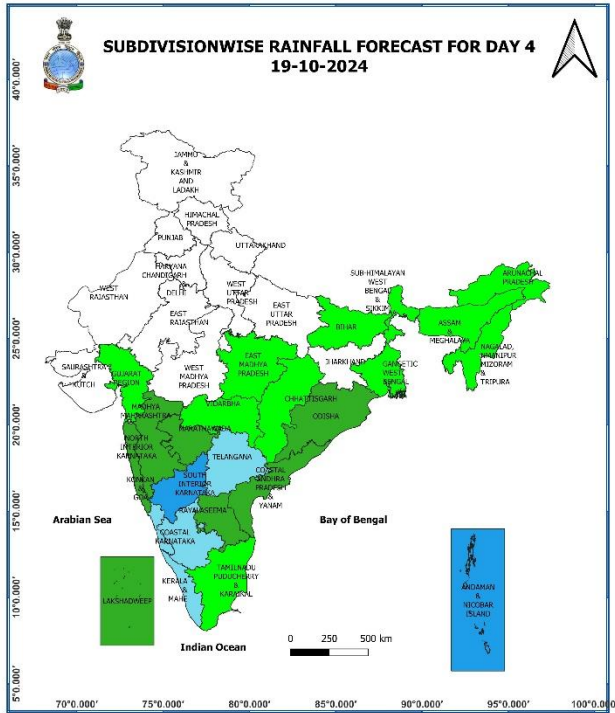 SUBDIVISIONWISE RAINFALL FORECAST FOR DAY 4
19-10-2024
40°0.000'
35°0.000'
30°0.000'
25°0.000'
20°0.000'
15°0.000'
10°0.000'
5°0.000'
JAMMO
&
KASHMIR
AND
LADAKH
HIMACHAL
PRADESH
PUNJAB
UTTARAKHAND
HARYANA
CHANDIGARH
&
DELHI
WEST
RAJASTHAN
WEST
UTTAR
PRADESH
EAST
RAJASTHAN
EAST
UTTAR
PRADESH
SUB-HIMALAYAN
WEST
BENGAL
&
SIKKIM
ARUNACHAL
PRADESH
ASSAM
&
MEGHALAYA
NAGALAD,
MANIPUR
MIZORAM
&
TRIPURA
BIHAR
JHARKHAND
GANGETIC
WEST
BENGAL
SAURASHTRA
&
KUTCH
GUJARAT
REGION
WEST
MADHYA
PRADESH
EAST
MADHYA
PRADESH
CHHATTISGARH
ODISHA
VIDARBHA
MADHYA
MAHARASHTRA
MARATHAWADA
NORTH
INTERIOR
KARNATAKA
TELANGANA
KONKAN
&
GOA
SOUTH
INTERIOR
KARNATAKA
COASTAL
ANDHRA
PRADESH
&
YANAM
RAYALASEEMA
COASTAL
KARNATAKA
KERALA
&
MAHE
TAMILNADU
PUDUCHERRY
&
KARAIKAL
LAKSHADWEEP
ANDAMAN
&
NICOBAR
ISLAND
Arabian Sea
Bay of Bengal
Indian Ocean
0 250 500 km
70°0.000' 75°0.000' 80°0.000' 85°0.000' 90°0.000' 95°0.000' 100°0.000'